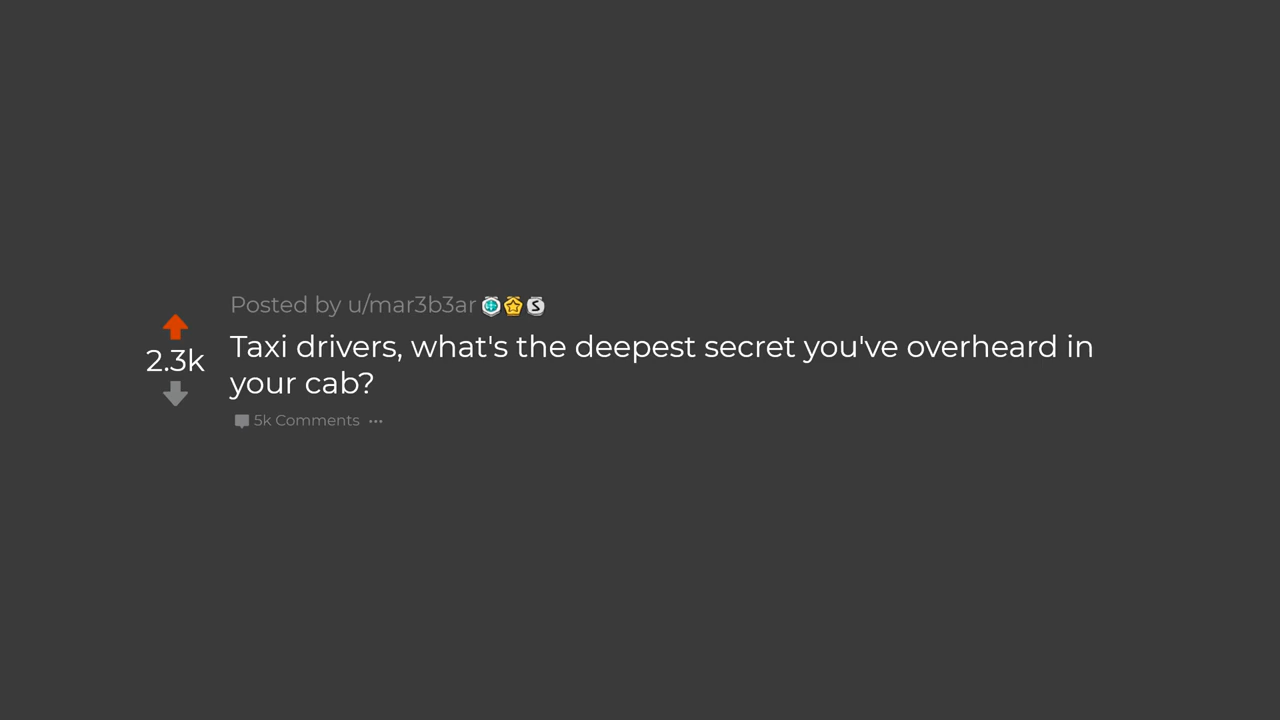 Posted by u/mar3b3ar
2.3k
Taxi drivers, what's the deepest secret you've overheard in
your cab?
5k Comments ···